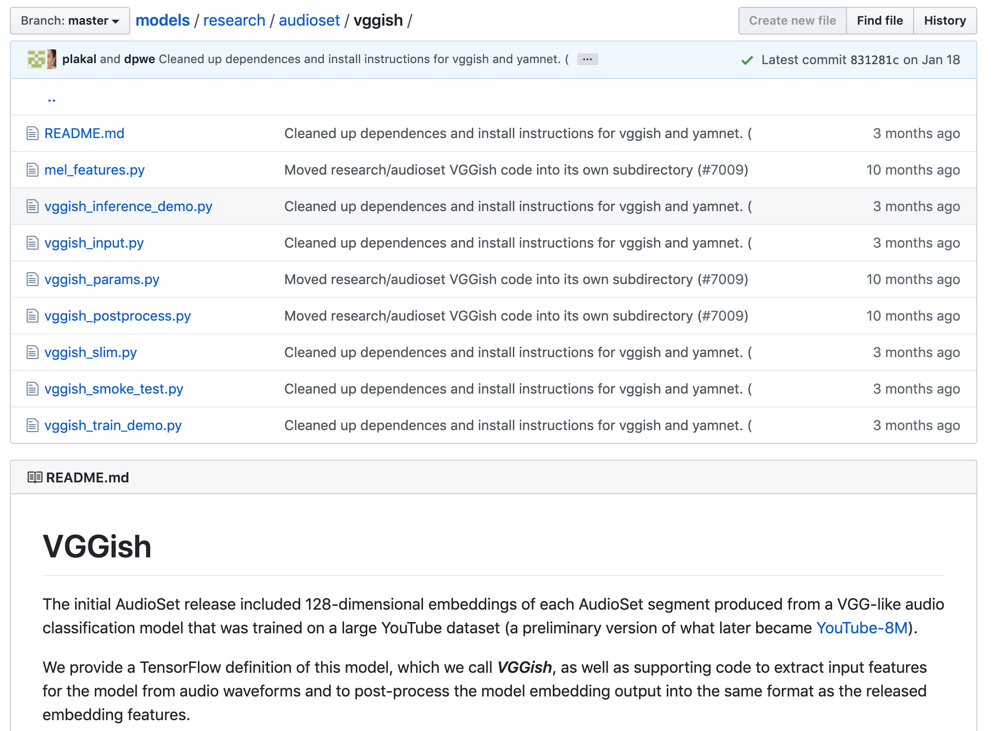 Branch: master models / research / audioset / vggish / Create new file Find file History
plakal and dpwe Cleaned up dependences and install instructions for vggish and yamnet. ( ... Latest commit 831281c on Jan 18
..
README.md Cleaned up dependences and install instructions for vggish and yamnet. ( 3 months ago
mel_features.py Moved research/audioset VGGish code into its own subdirectory (#7009) 10 months ago
vggish_inference_demo.py Cleaned up dependences and install instructions for vggish and yamnet. ( 3 months ago
vggish_input.py Cleaned up dependences and install instructions for vggish and yamnet. ( 3 months ago
vggish_params.py Moved research/audioset VGGish code into its own subdirectory (#7009) 10 months ago
vggish_postprocess.py Moved research/audioset VGGish code into its own subdirectory (#7009) 10 months ago
vggish_slim.py Cleaned up dependences and install instructions for vggish and yamnet. ( 3 months ago
vggish_smoke_test.py Cleaned up dependences and install instructions for vggish and yamnet. ( 3 months ago
vggish_train_demo.py Cleaned up dependences and install instructions for vggish and yamnet. ( 3 months ago
README.md
VGGish
The initial AudioSet release included 128-dimensional embeddings of each AudioSet segment produced from a VGG-like audio
classification model that was trained on a large YouTube dataset (a preliminary version of what later became YouTube-8M).
We provide a TensorFlow definition of this model, which we call VGGish, as well as supporting code to extract input features
for the model from audio waveforms and to post-process the model embedding output into the same format as the released
embedding features.